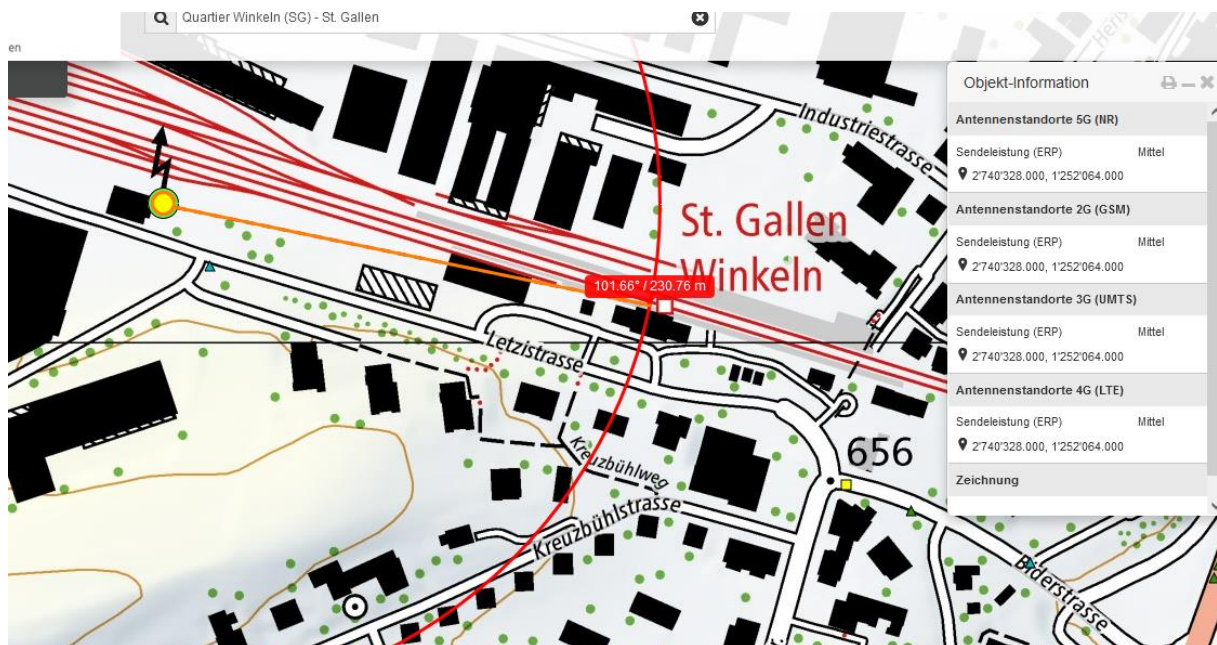 Quartier Winkeln (SG) - St. Gallen
en
Heris
Objekt-Information
Antennenstandorte 5G (NR)
Sendeleistung (ERP) Mittel
2'740'328.000, 1'252'064.000
Antennenstandorte 2G (GSM)
Sendeleistung (ERP) Mittel
2'740'328.000, 1'252'064.000
Antennenstandorte 3G (UMTS)
Sendeleistung (ERP) Mittel
2'740'328.000, 1'252'064.000
Antennenstandorte 4G (LTE)
Sendeleistung (ERP) Mittel
2'740'328.000, 1'252'064.000
Zeichnung
Industriestrasse
St. Gallen
Winkeln
101.66° / 230.76 m
Letzistrasse
Kreuzbühlweg
656
Kreuzbühlstrasse
Biderstrasse